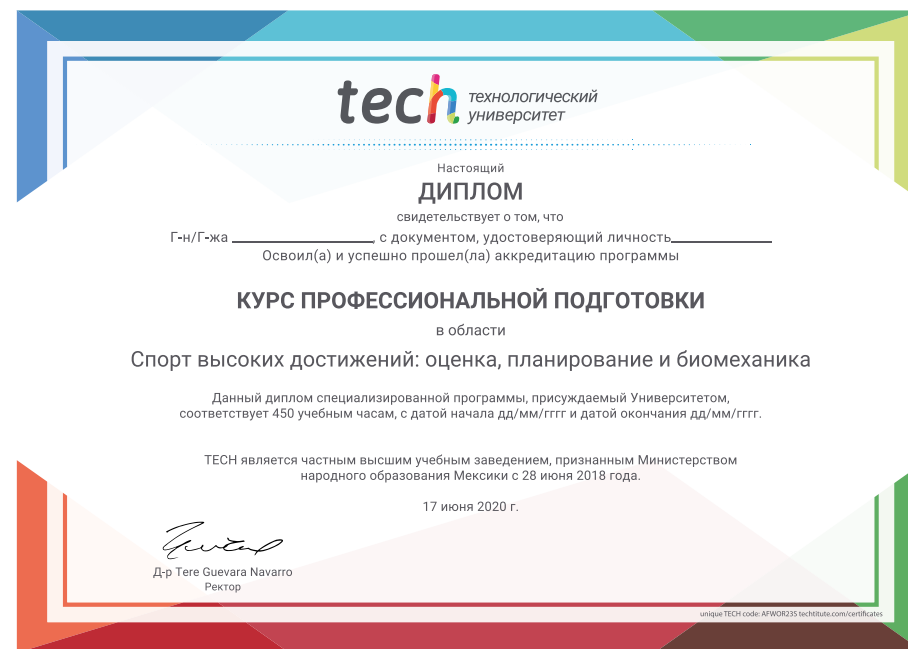 tech технологический
университет
Настоящий
ДИПЛОМ
свидетельствует о том, что
Г-н/Г-жа , с документом, удостоверяющий личность
Освоил(а) и успешно прошел(ла) аккредитацию программы
КУРС ПРОФЕССИОНАЛЬНОЙ ПОДГОТОВКИ
в области
Спорт высоких достижений: оценка, планирование и биомеханика
Данный диплом специализированной программы, присуждаемый Университетом,
соответствует 450 учебным часам, с датой начала дд/мм/гггг и датой окончания дд/мм/гггг.
TECH является частным высшим учебным заведением, признанным Министерством
народного образования Мексики с 28 июня 2018 года.
17 июня 2020 г.
Д-р Tere Guevara Navarro
Ректор
unique TECH code: AFWOR23S techtitute.com/certificates